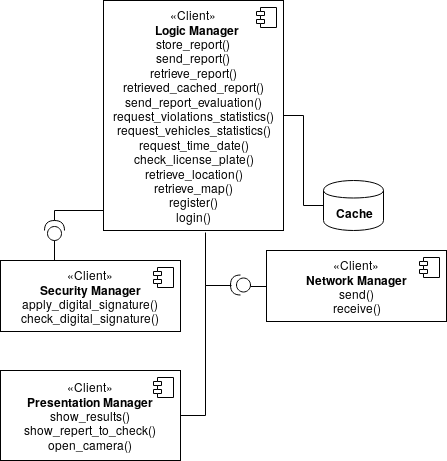 «Client»
Logic Manager
store_report()
send_report()
retrieve_report()
retrieved_cached_report()
send_report_evaluation()
request_violations_statistics()
request_vehicles_statistics()
request_time_date()
check_license_plate()
retrieve_location()
retrieve_map()
register()
login()
Cache
«Client»
Security Manager
apply_digital_signature()
check_digital_signature()
«Client»
Network Manager
send()
receive()
«Client»
Presentation Manager
show_results()
show_repert_to_check()
open_camera()